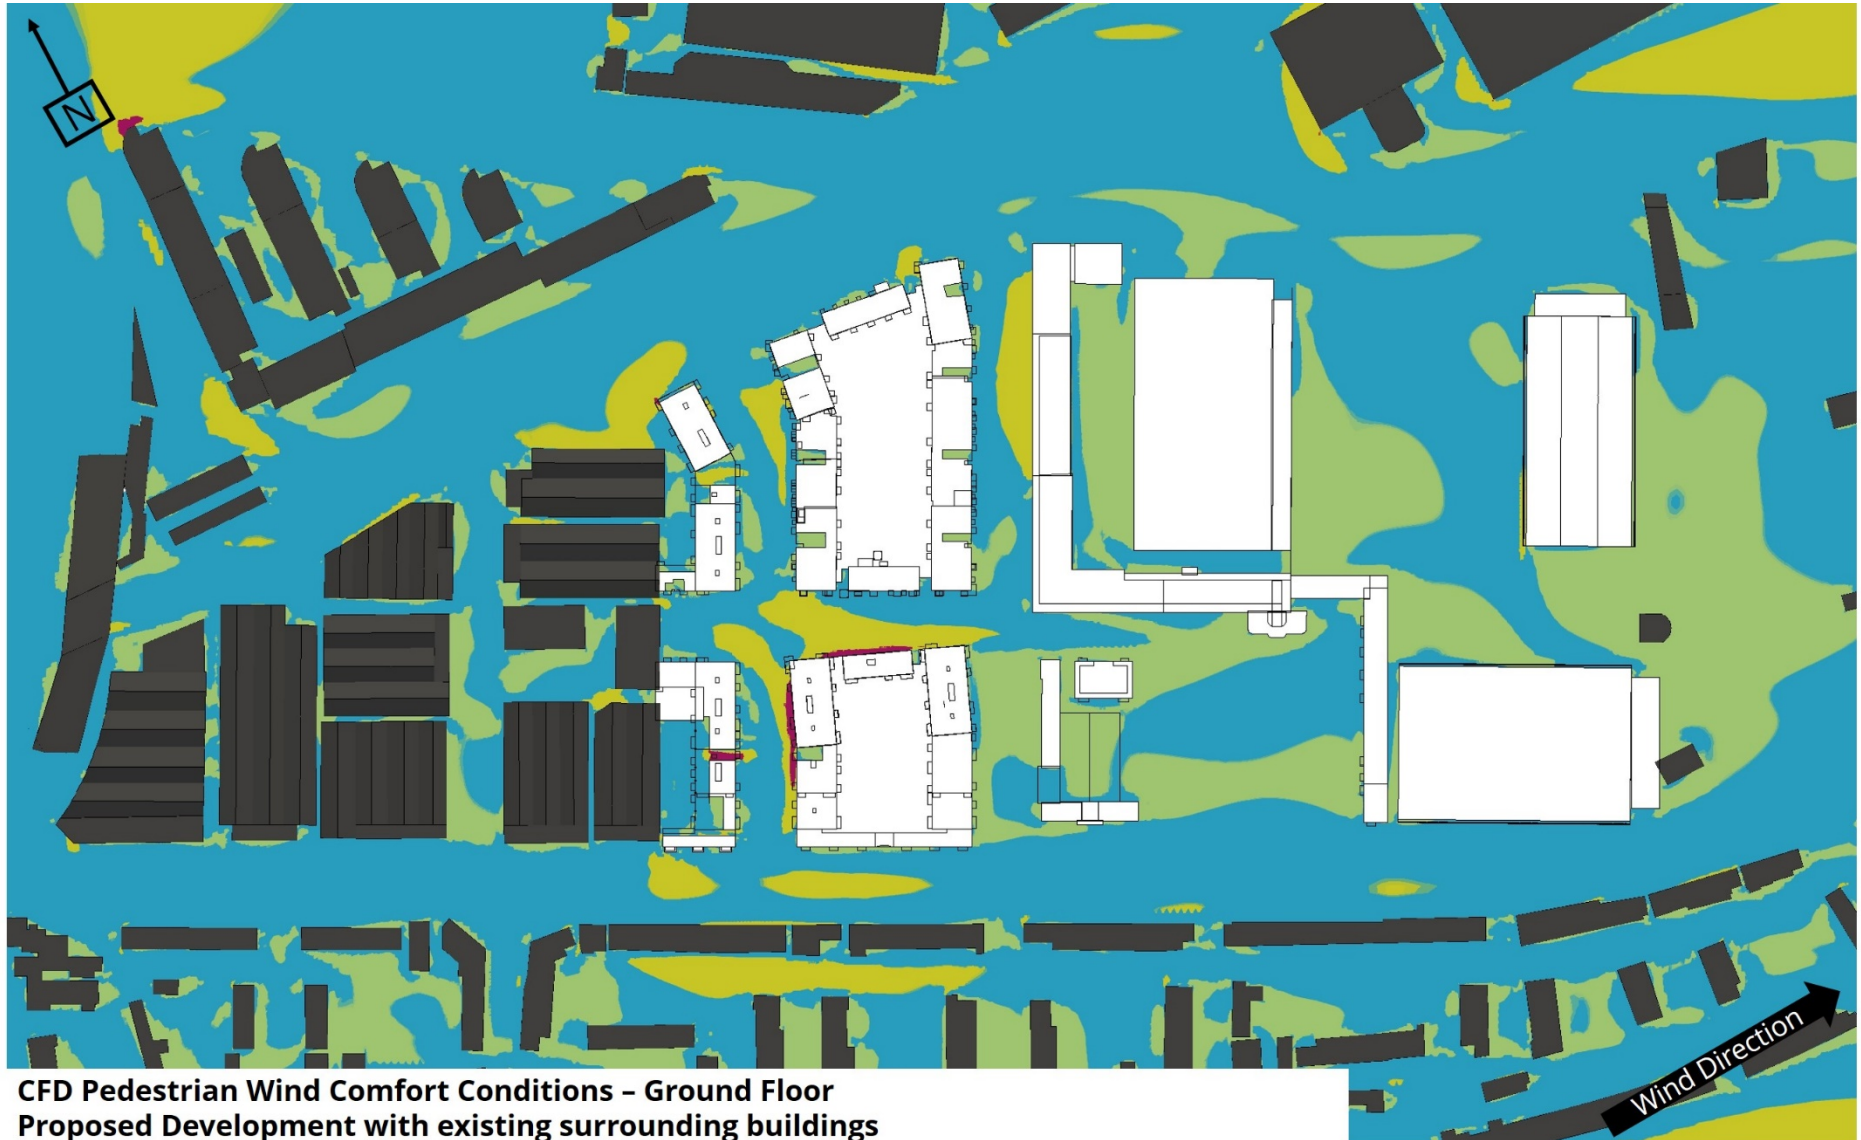 N
Wind Direction
CFD Pedestrian Wind Comfort Conditions – Ground Floor
Proposed Development with existing surrounding buildings